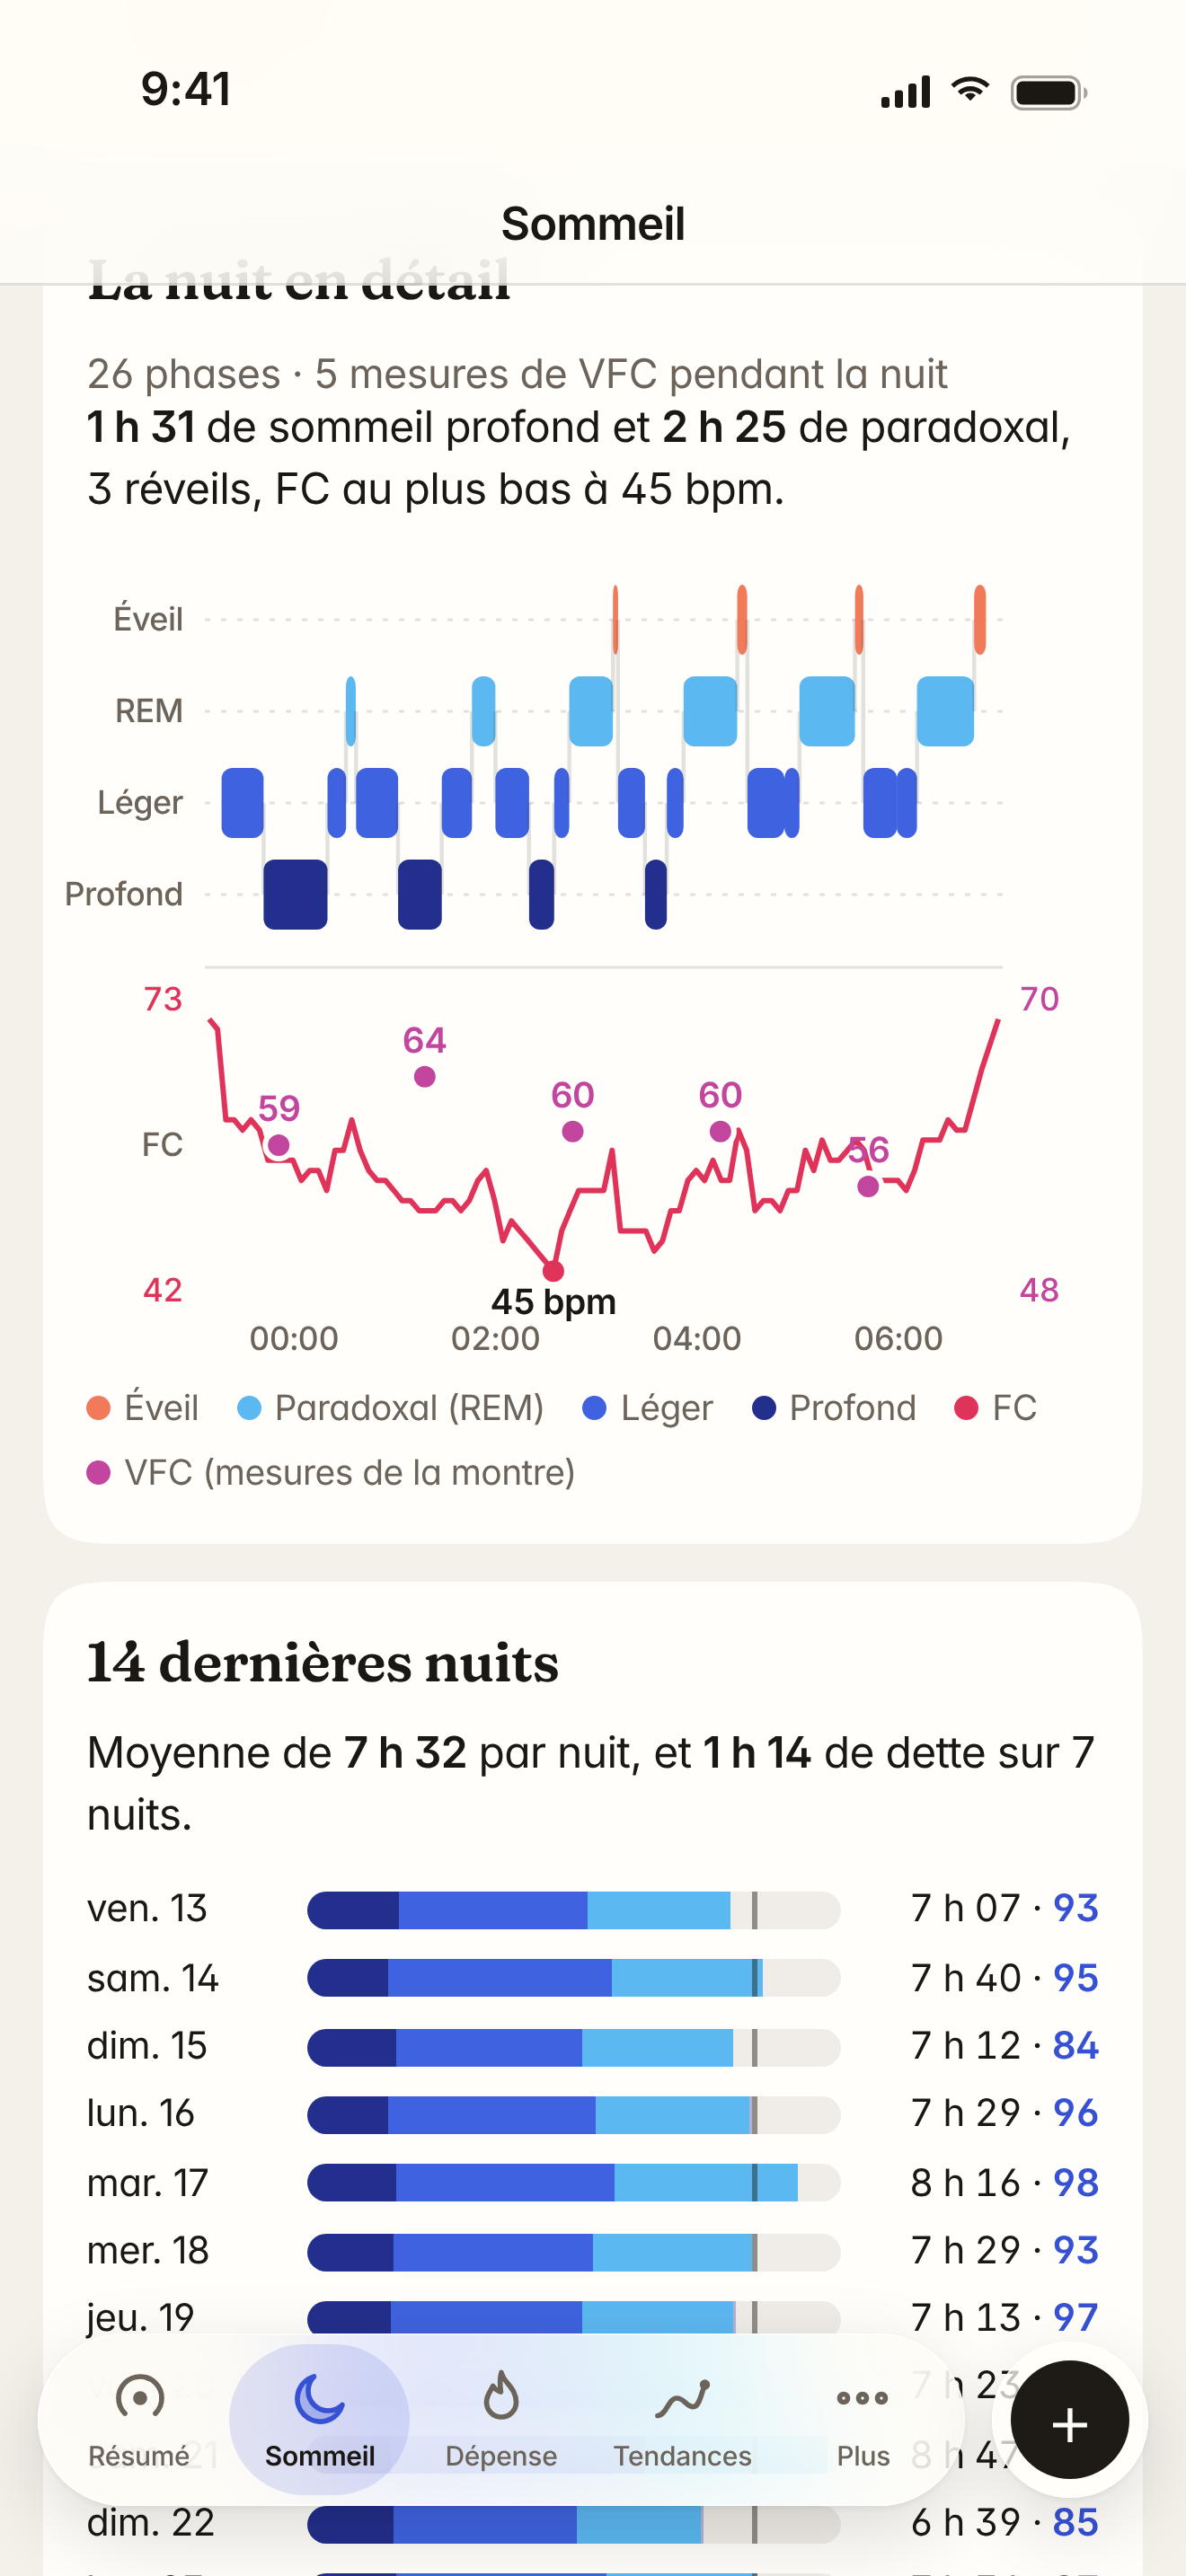 9:41
Sommeil
La nuit en détail
26 phases · 5 mesures de VFC pendant la nuit
1 h 31 de sommeil profond et 2 h 25 de paradoxal,
3 réveils, FC au plus bas à 45 bpm.
Éveil
REM
Léger
Profond
73
70
64
59
60
60
FC
56
42
48
45 bpm
00:00 02:00 04:00 06:00
Éveil Paradoxal (REM) Léger Profond FC
VFC (mesures de la montre)
14 dernières nuits
Moyenne de 7 h 32 par nuit, et 1 h 14 de dette sur 7
nuits.
ven. 13 7 h 07 · 93
sam. 14 7 h 40 · 95
dim. 15 7 h 12 · 84
lun. 16 7 h 29 · 96
mar. 17 8 h 16 · 98
mer. 18 7 h 29 · 93
jeu. 19 7 h 13 · 97
7 h 23
21 8 h 47
Résumé Sommeil Dépense Tendances Plus
+
dim. 22 6 h 39 · 85